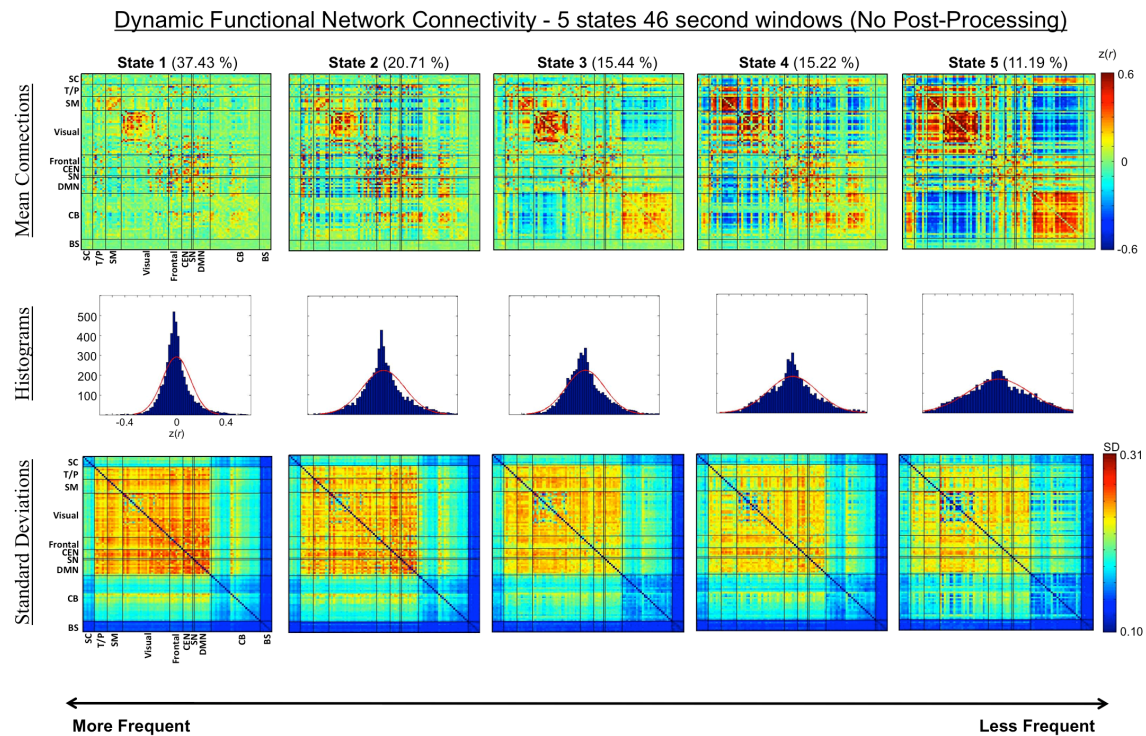 Dynamic Functional Network Connectivity - 5 states 46 second windows (No Post-Processing)
State 1 (37.43 %)
State 2 (20.71 %)
State 3 (15.44 %)
State 4 (15.22 %)
State 5 (11.19 %)
z(r)
Mean Connections
SC
T/P
SM
Visual
Frontal
CEN
SN
DMN
CB
BS
0.6
0
-0.6
SC T/P SM Visual Frontal CEN SN DMN CB BS
Histograms
500
400
300
200
100
-0.4 0 0.4
z(r)
Standard Deviations
SC
T/P
SM
Visual
Frontal
CEN
SN
DMN
CB
BS
SD
0.31
0.10
SC T/P SM Visual Frontal CEN SN DMN CB BS
More Frequent
Less Frequent